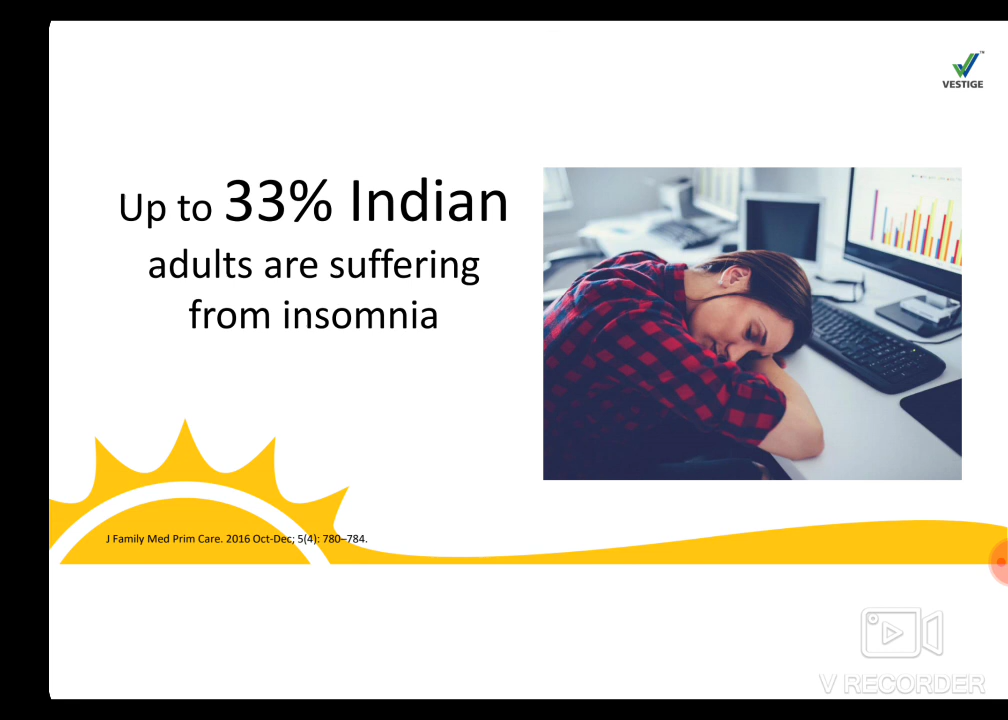 VESTIGE
TM
Up to 33% Indian
adults are suffering
from insomnia
J Family Med Prim Care. 2016 Oct-Dec; 5(4): 780–784.
V RECORDER